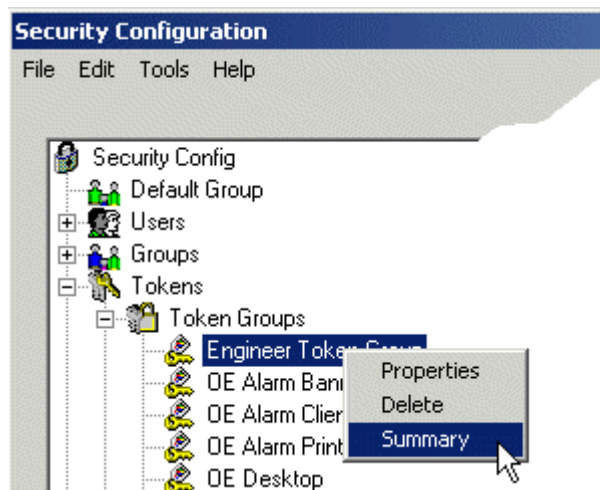 Security Configuration
File Edit Tools Help
Security Config
Default Group
Users
Groups
Tokens
Token Groups
Engineer Token Group
Properties
OE Alarm Ban
Delete
OE Alarm Clier
Summary
OE Alarm Print
OE Desktop